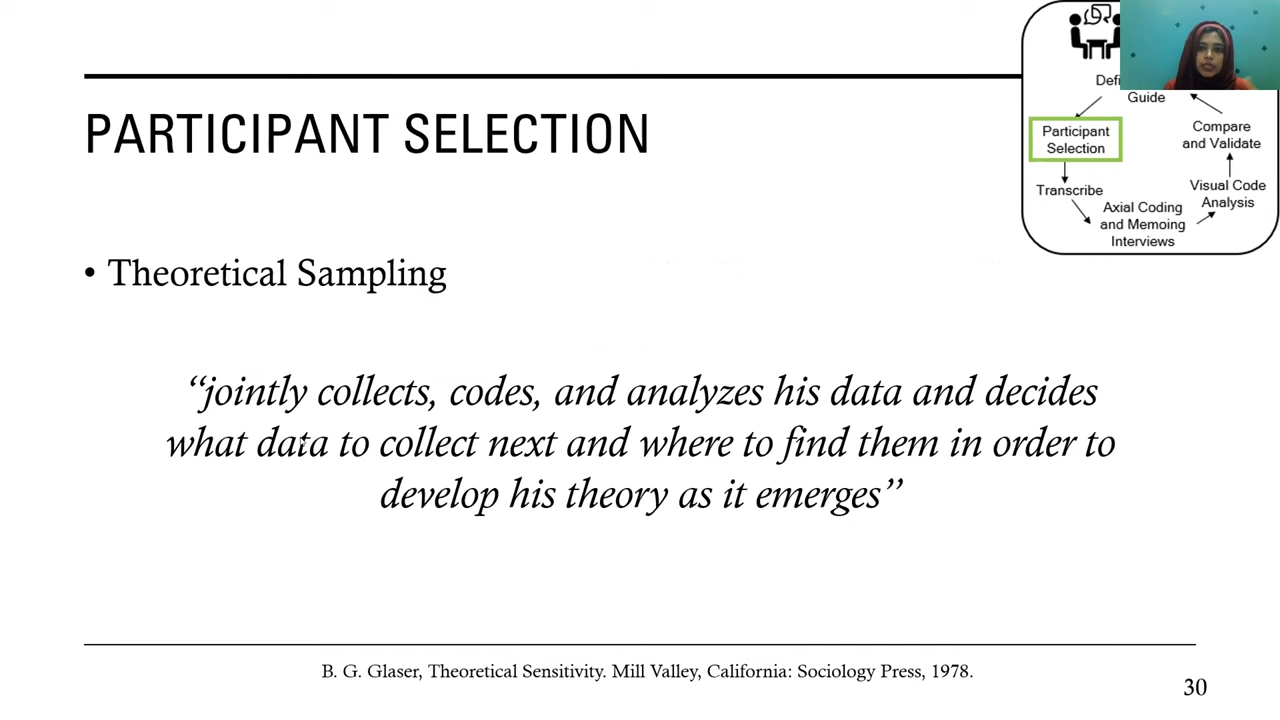 PARTICIPANT SELECTION
• Theoretical Sampling
“jointly collects, codes, and analyzes his data and decides
what data to collect next and where to find them in order to
develop his theory as it emerges”
B. G. Glaser, Theoretical Sensitivity. Mill Valley, California: Sociology Press, 1978.
30
Guide
Participant
Selection
Transcribe
Axial Coding
and Memoing
Interviews
Visual Code
Analysis
Compare
and Validate